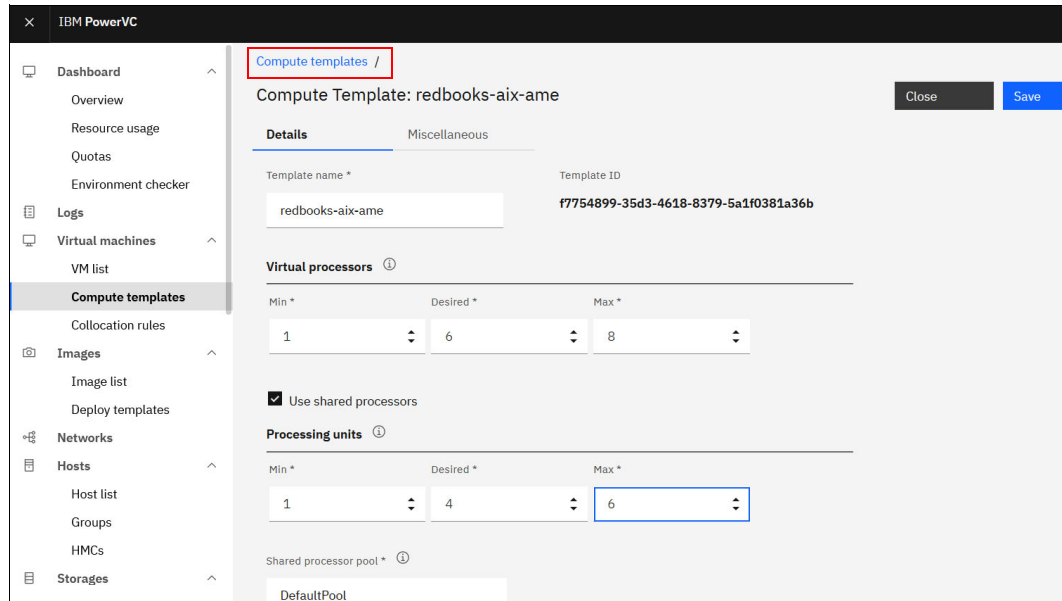 IBM PowerVC
Dashboard
Overview
Resource usage
Quotas
Environment checker
Logs
Virtual machines
VM list
Compute templates
Collocation rules
Images
Image list
Deploy templates
Networks
Hosts
Host list
Groups
HMCs
Storages
Compute templates /
Compute Template: redbooks-aix-ame
Close Save
Details Miscellaneous
Template name * Template ID
redbooks-aix-ame f7754899-35d3-4618-8379-5a1f0381a36b
Virtual processors
Min * Desired * Max *
1 6 8
Use shared processors
Processing units
Min * Desired * Max *
1 4 6
Shared processor pool *
DefaultPool